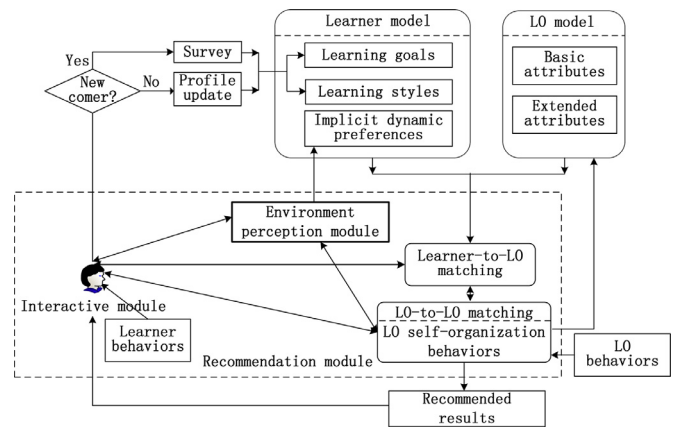 Learner model
LO model
Yes
Survey
Learning goals
Basic
attributes
New
comer?
No
Profile
update
Learning styles
Extended
attributes
Implicit dynamic
preferences
Environment
perception module
Learner-to-LO
matching
Interactive module
LO-to-LO matching
LO self-organization
behaviors
Learner
behaviors
Recommendation module
LO
behaviors
Recommended
results